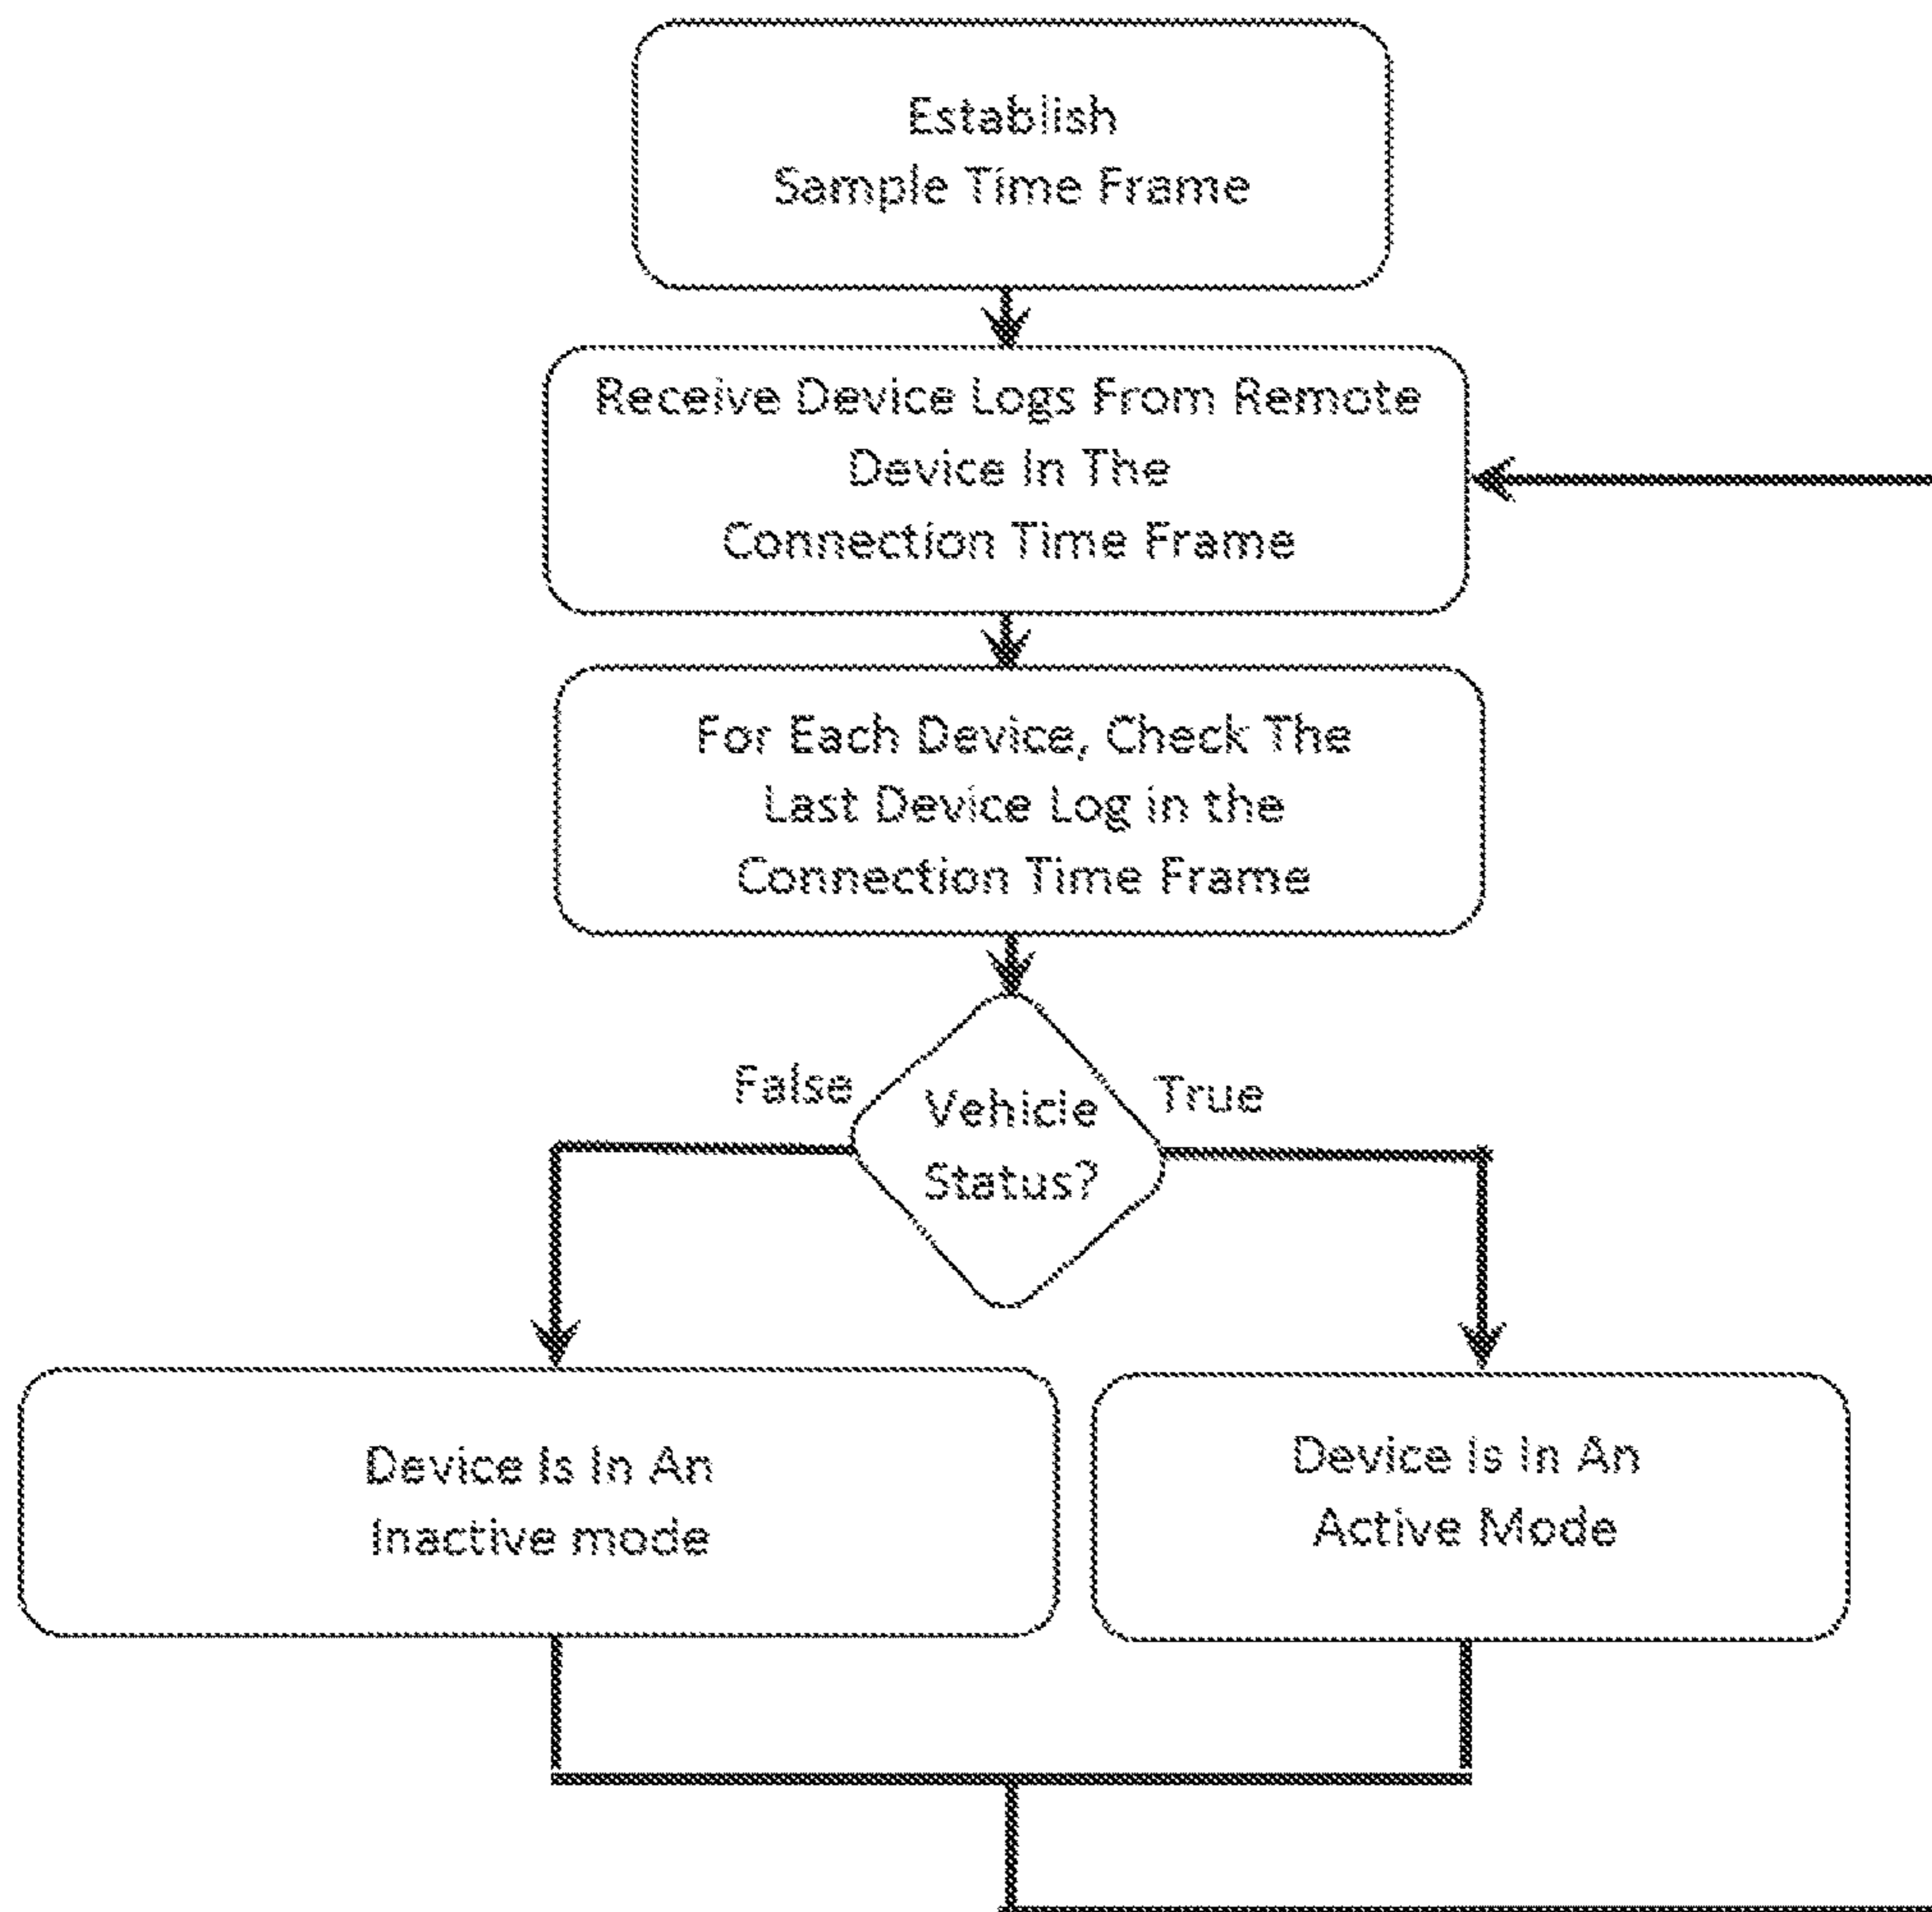 Establish
Sample Time Frame
Receive Device Logs From Remote
Device In The
Connection Time Frame
For Each Device, Check The
Last Device Log in the
Connection Time Frame
False
True
Vehicle
Status?
Device Is In An
Inactive mode
Device Is In An
Active Mode